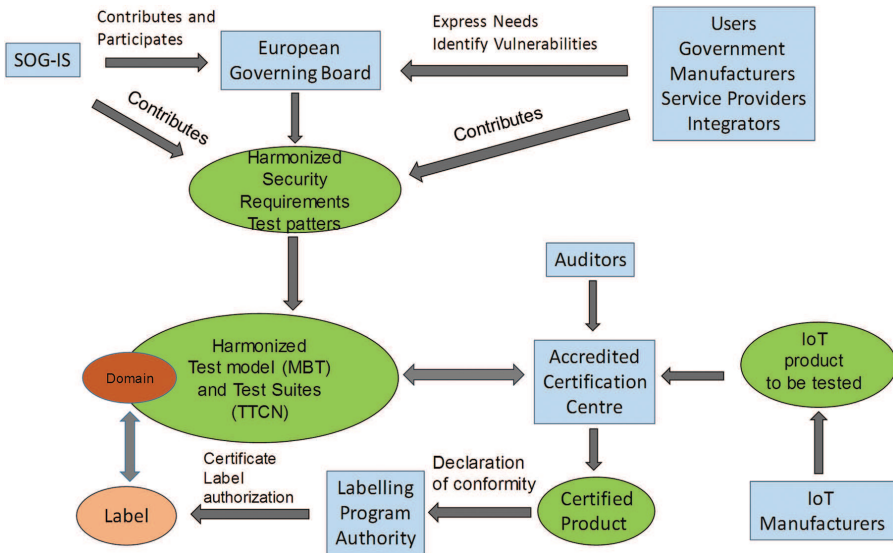 Contributes and
Participates
Express Needs
Identify Vulnerabilities
SOG-IS
European
Governing Board
Users
Government
Manufacturers
Service Providers
Integrators
Contributes
Contributes
Harmonized
Security
Requirements
Test patters
Auditors
Harmonized
Test model (MBT)
and Test Suites
(TTCN)
Domain
Accredited
Certification
Centre
IoT
product
to be tested
Certificate
Label
authorization
Declaration
of conformity
Label
Labelling
Program
Authority
Certified
Product
IoT
Manufacturers